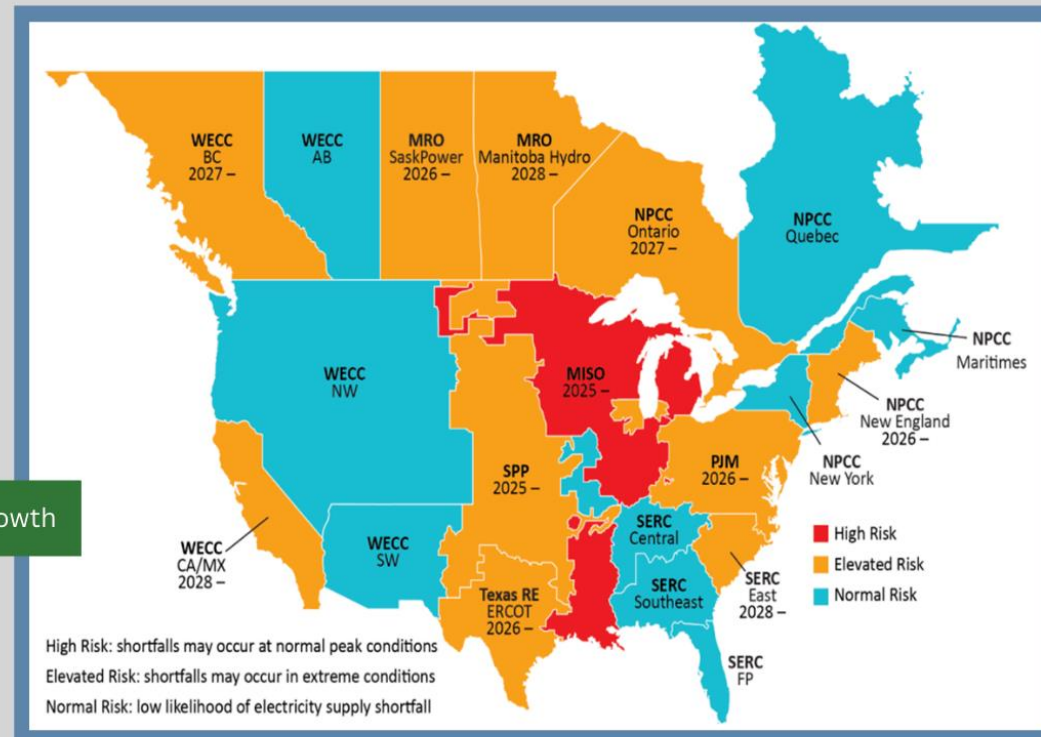 WECC
BC
2027 –
WECC
AB
MRO
SaskPower
2026 –
MRO
Manitoba Hydro
2028 –
NPCC
Ontario
2027 –
NPCC
Quebec
NPCC
Maritimes
WECC
NW
MISO
2025 –
NPCC
New England
2026 –
SPP
2025 –
PJM
2026 –
NPCC
New York
owth
WECC
CA/MX
2028 –
WECC
SW
SERC
Central
High Risk
Elevated Risk
Normal Risk
Texas RE
ERCOT
2026 –
SERC
Southeast
SERC
East
2028 –
SERC
FP
High Risk: shortfalls may occur at normal peak conditions
Elevated Risk: shortfalls may occur in extreme conditions
Normal Risk: low likelihood of electricity supply shortfall